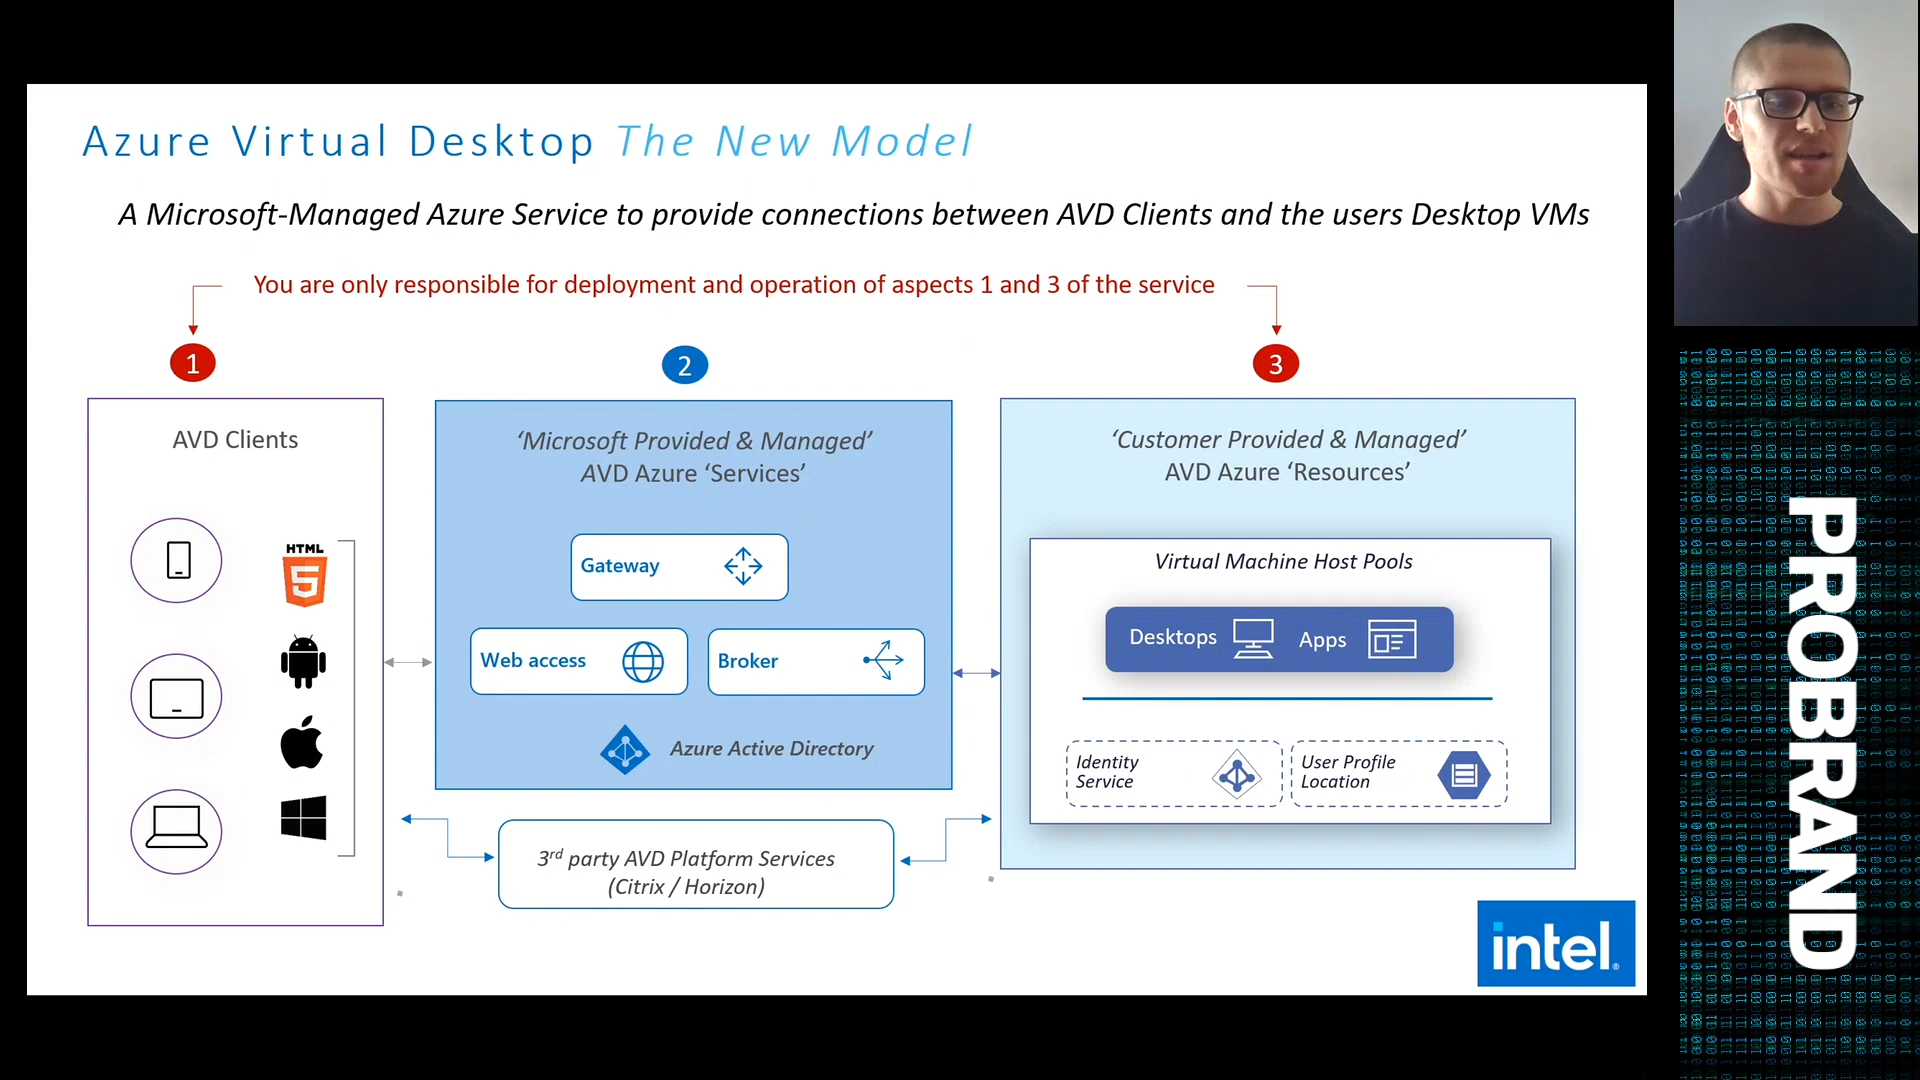 Azure Virtual Desktop The New Model
A Microsoft-Managed Azure Service to provide connections between AVD Clients and the users Desktop VMs
You are only responsible for deployment and operation of aspects 1 and 3 of the service
1
2
3
AVD Clients
HTML
5
‘Microsoft Provided & Managed’
AVD Azure ‘Services’
Gateway
Web access
Broker
Azure Active Directory
3rd party AVD Platform Services
(Citrix / Horizon)
‘Customer Provided & Managed’
AVD Azure ‘Resources’
Virtual Machine Host Pools
Desktops
Apps
Identity
Service
User Profile
Location
intel.
PROBRAND